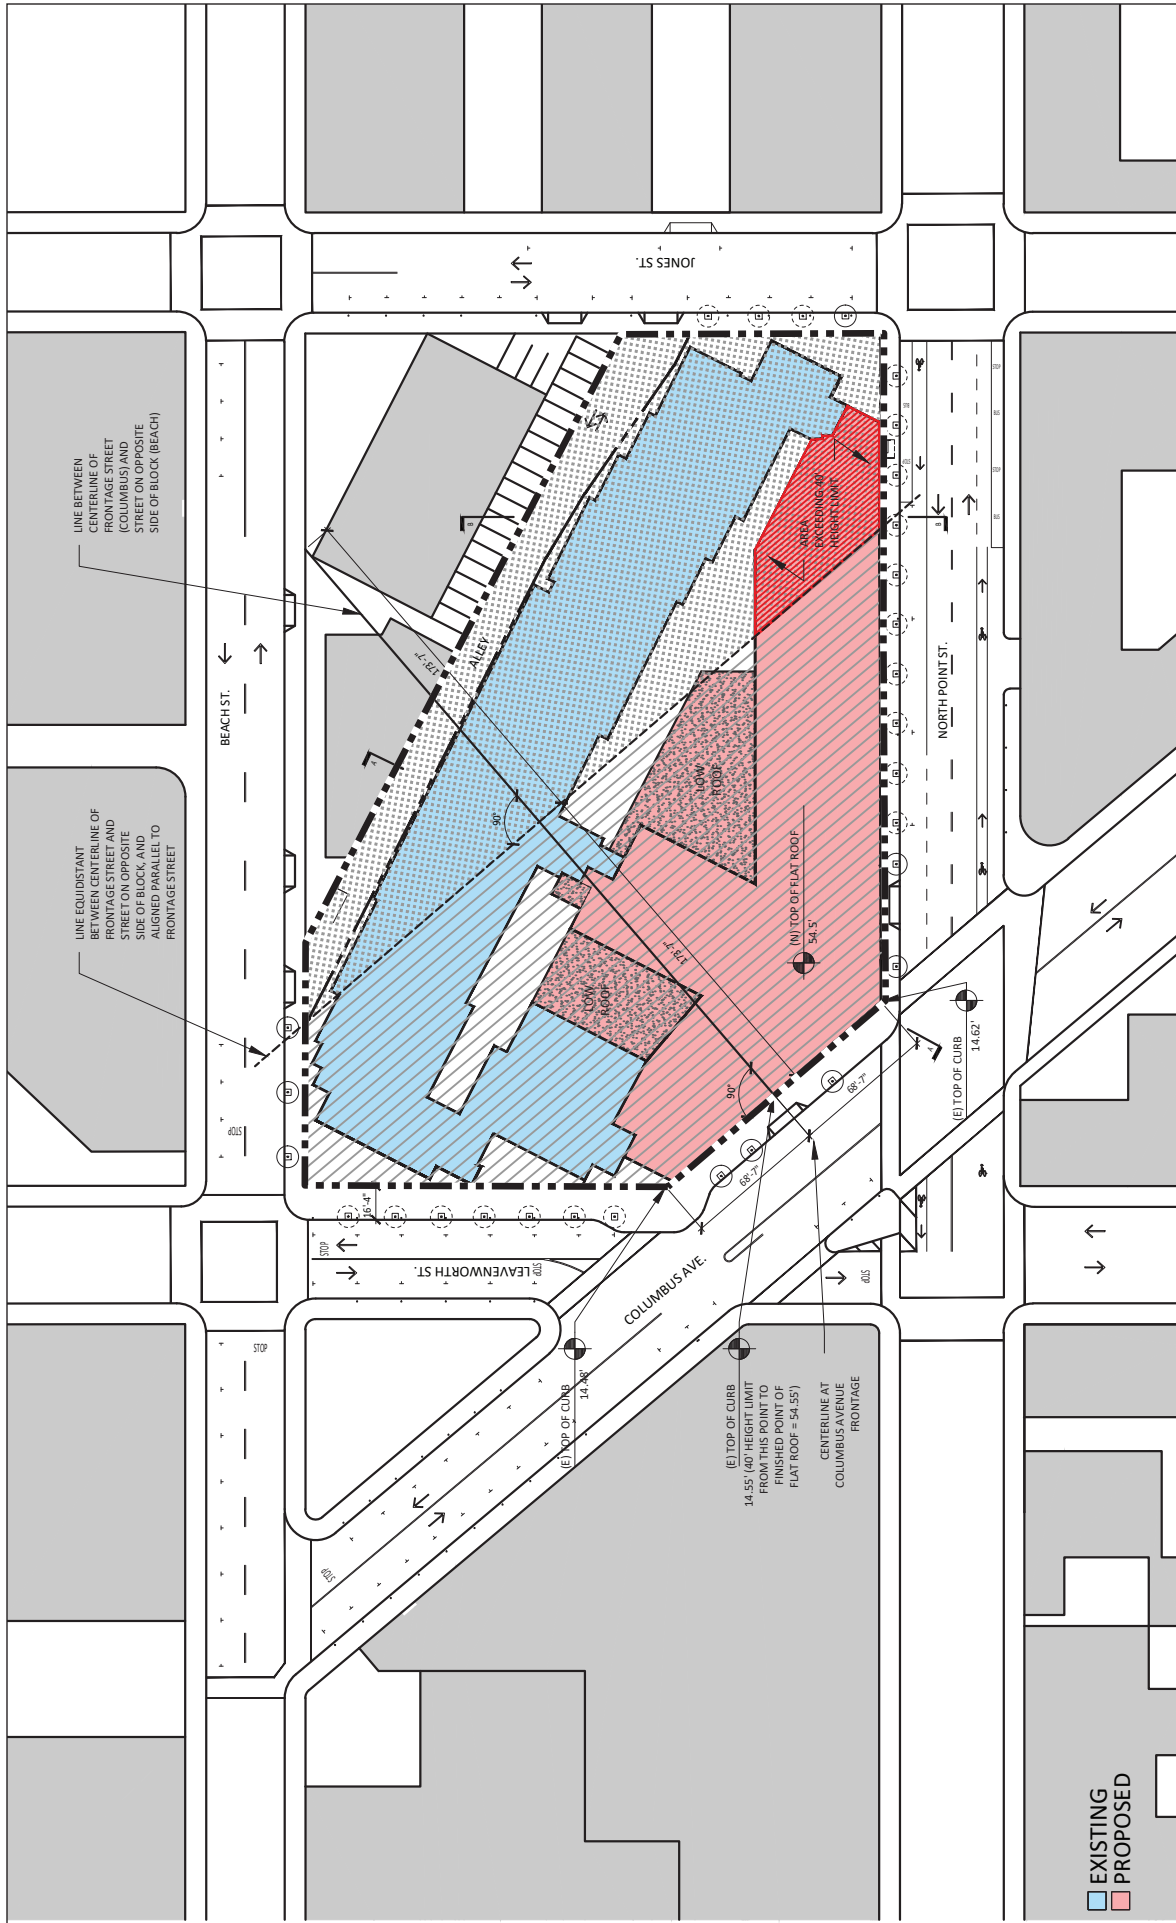 LINE BETWEEN
CENTERLINE OF
FRONTAGE STREET
(COLUMBUS) AND
STREET ON OPPOSITE
SIDE OF BLOCK (BEACH)
LINE EQUIDISTANT
BETWEEN CENTERLINE OF
FRONTAGE STREET AND
STREET ON OPPOSITE
SIDE OF BLOCK, AND
ALIGNED PARALLEL TO
FRONTAGE STREET
BEACH ST.
STOP
STOP
STOP
JONES ST.
ALLEY
173'-7"
90°
B
A
AREA
EXCEEDING 40'
HEIGHT LIMIT
LOW
ROOF
LOW
ROOF
173'-7"
(N) TOP OF FLAT ROOF
54.5'
90°
68'-7"
68'-7"
16'-4"
STOP
LEAVENWORTH ST.
STOP
COLUMBUS AVE.
STOP
NORTH POINT ST.
BUS
STOP
STOP
BUS
STOP
BUS
B
A
(E) TOP OF CURB
14.62'
(E) TOP OF CURB
14.48'
(E) TOP OF CURB
14.55' (40' HEIGHT LIMIT
FROM THIS POINT TO
FINISHED POINT OF
FLAT ROOF = 54.55')
CENTERLINE AT
COLUMBUS AVENUE
FRONTAGE
EXISTING
PROPOSED